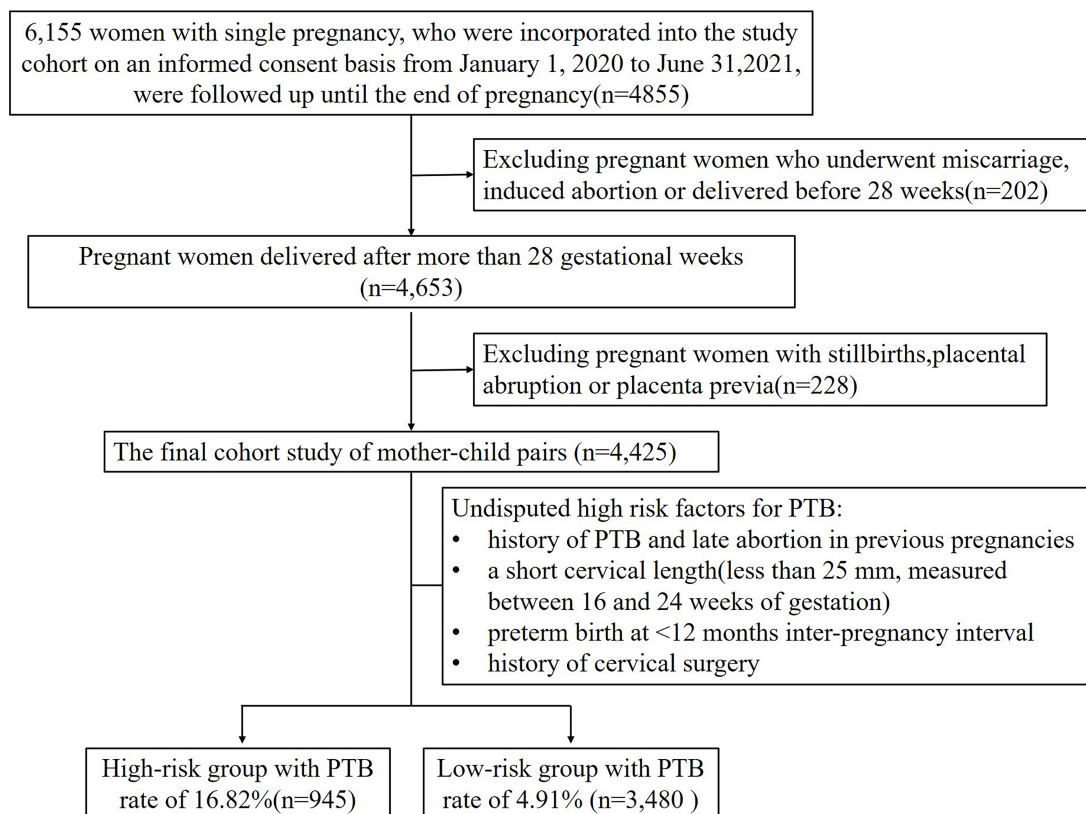 6,155 women with single pregnancy, who were incorporated into the study
cohort on an informed consent basis from January 1, 2020 to June 31,2021,
were followed up until the end of pregnancy(n=4855)
Excluding pregnant women who underwent miscarriage,
induced abortion or delivered before 28 weeks(n=202)
Pregnant women delivered after more than 28 gestational weeks
(n=4,653)
Excluding pregnant women with stillbirths,placental
abruption or placenta previa(n=228)
The final cohort study of mother-child pairs (n=4,425)
Undisputed high risk factors for PTB:
• history of PTB and late abortion in previous pregnancies
• a short cervical length(less than 25 mm, measured
between 16 and 24 weeks of gestation)
• preterm birth at <12 months inter-pregnancy interval
• history of cervical surgery
High-risk group with PTB
rate of 16.82%(n=945)
Low-risk group with PTB
rate of 4.91% (n=3,480 )